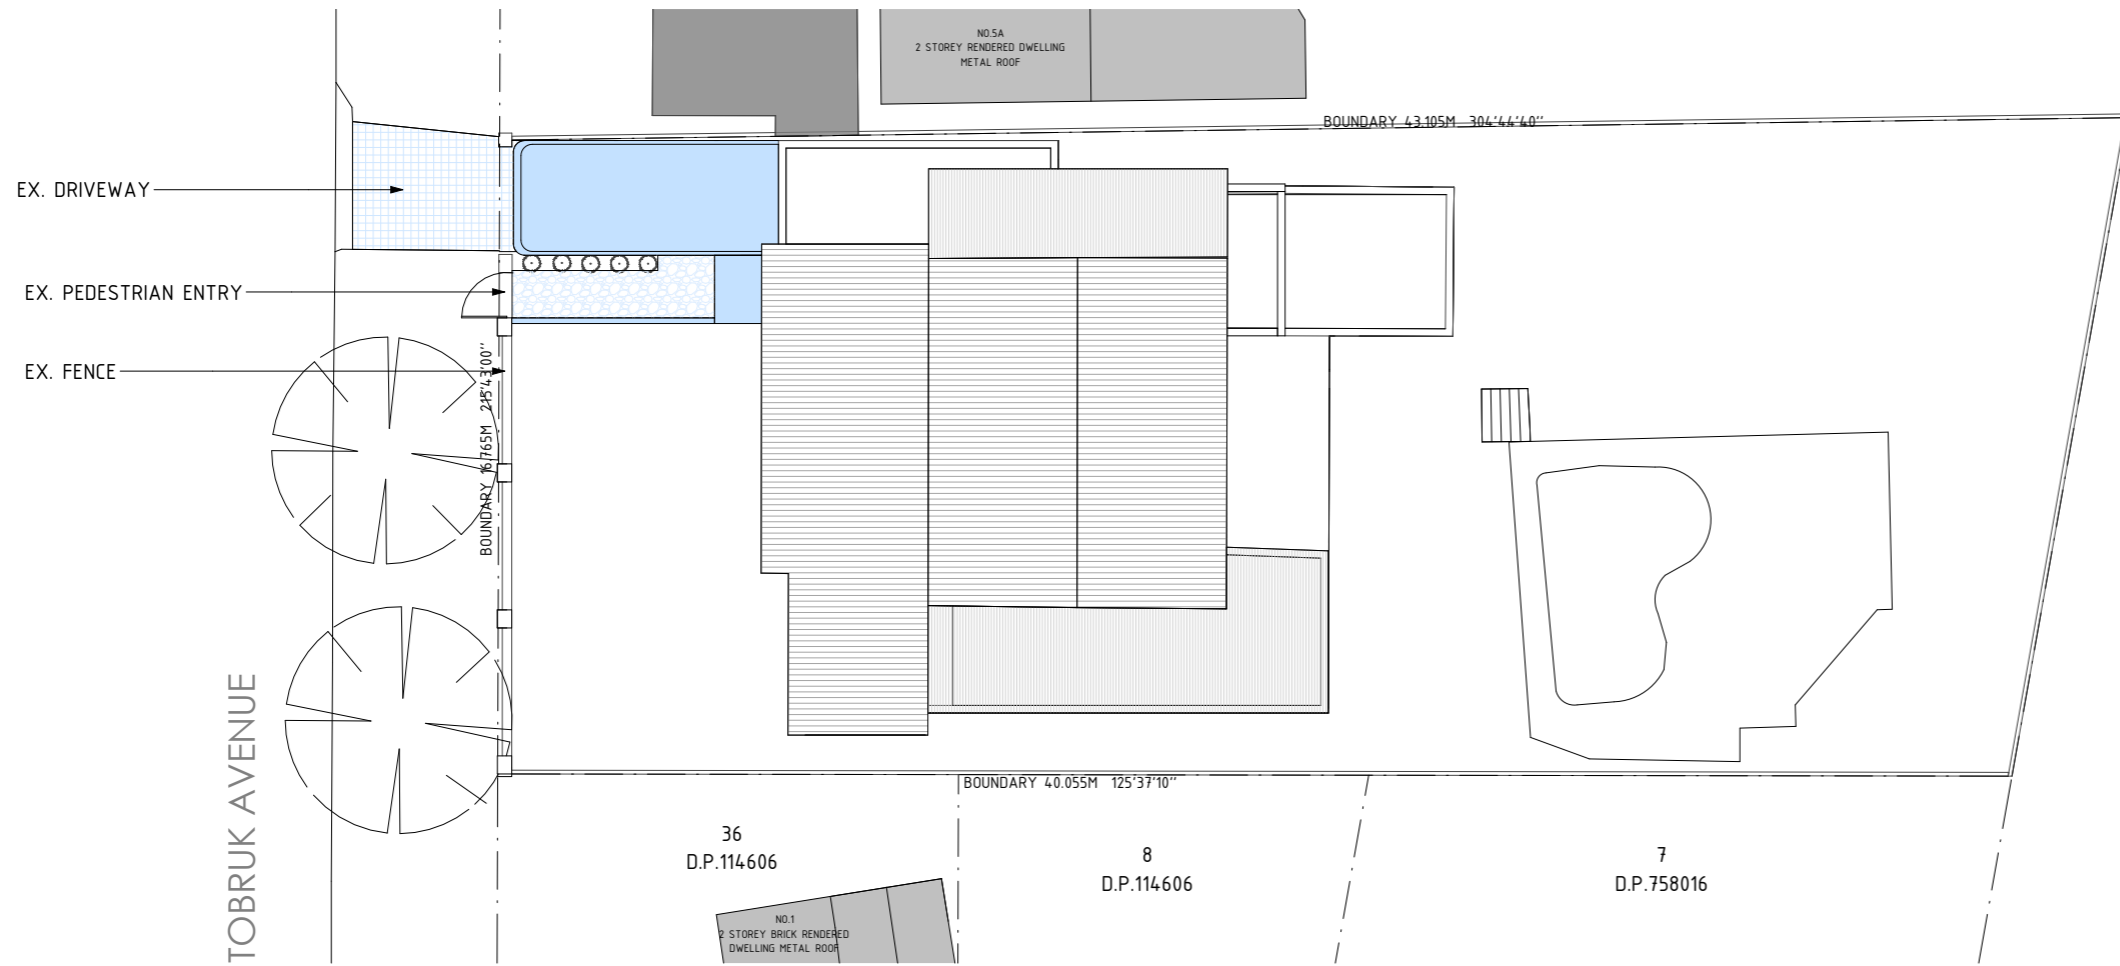 NO.5A
2 STOREY RENDERED DWELLING
METAL ROOF
BOUNDARY 43.105M 304°44'40''
EX. DRIVEWAY
EX. PEDESTRIAN ENTRY
EX. FENCE
BOUNDARY 16.765M 215°43'00''
TOBRUK AVENUE
BOUNDARY 40.055M 125°37'10''
36
D.P.114606
8
D.P.114606
7
D.P.758016
NO.1
2 STOREY BRICK RENDERED
DWELLING METAL ROOF